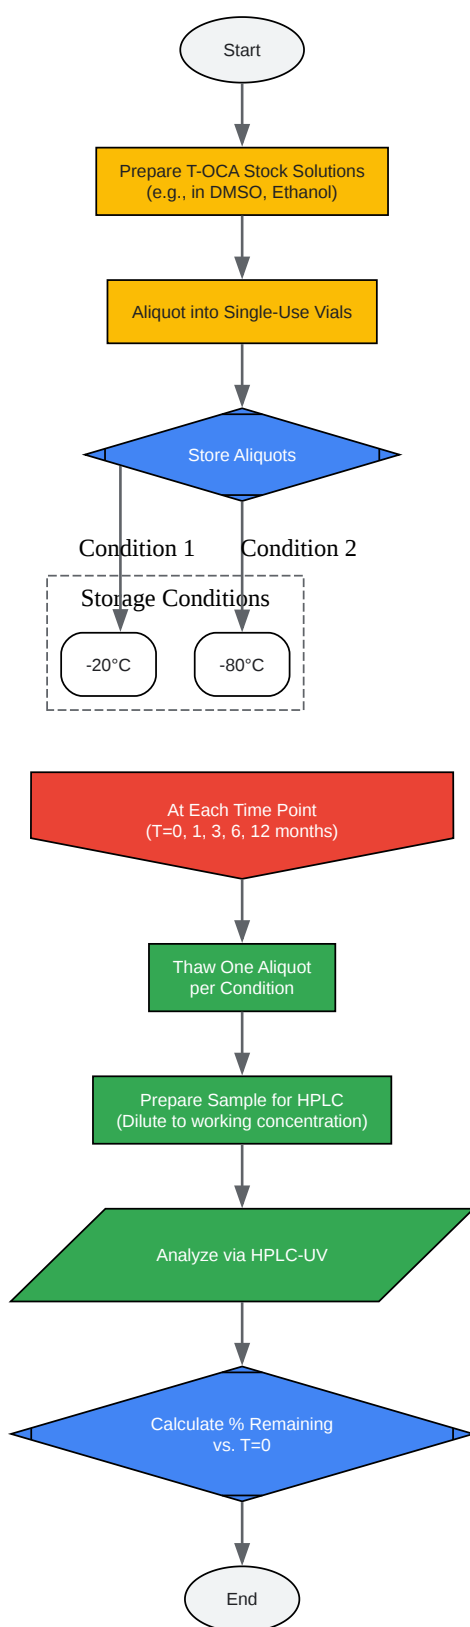 Start
Prepare T-OCA Stock Solutions
(e.g., in DMSO, Ethanol)
Aliquot into Single-Use Vials
Store Aliquots
Condition 1
Condition 2
Storage Conditions
-20°C
-80°C
At Each Time Point
(T=0, 1, 3, 6, 12 months)
Thaw One Aliquot
per Condition
Prepare Sample for HPLC
(Dilute to working concentration)
Analyze via HPLC-UV
Calculate % Remaining
vs. T=0
End